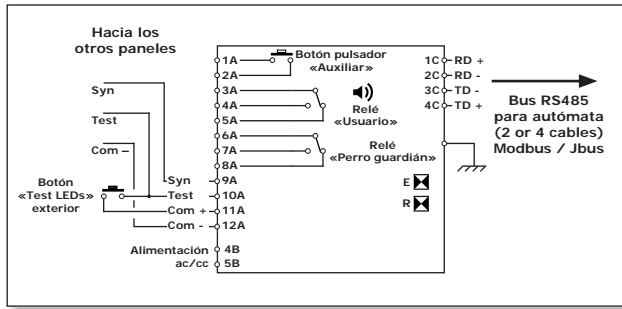 Hacia los
otros paneles
Syn
Test
Com –
Botón
«Test LEDs»
exterior
Syn
Test
Com +
Com -
Alimentación
ac/cc
1A
2A
3A
4A
5A
6A
7A
8A
9A
10A
11A
12A
4B
5B
Botón pulsador
«Auxiliar»
Relé
«Usuario»
Relé
«Perro guardián»
E
R
1C RD +
2C RD -
3C TD -
4C TD +
Bus RS485
para autómata
(2 or 4 cables)
Modbus / Jbus